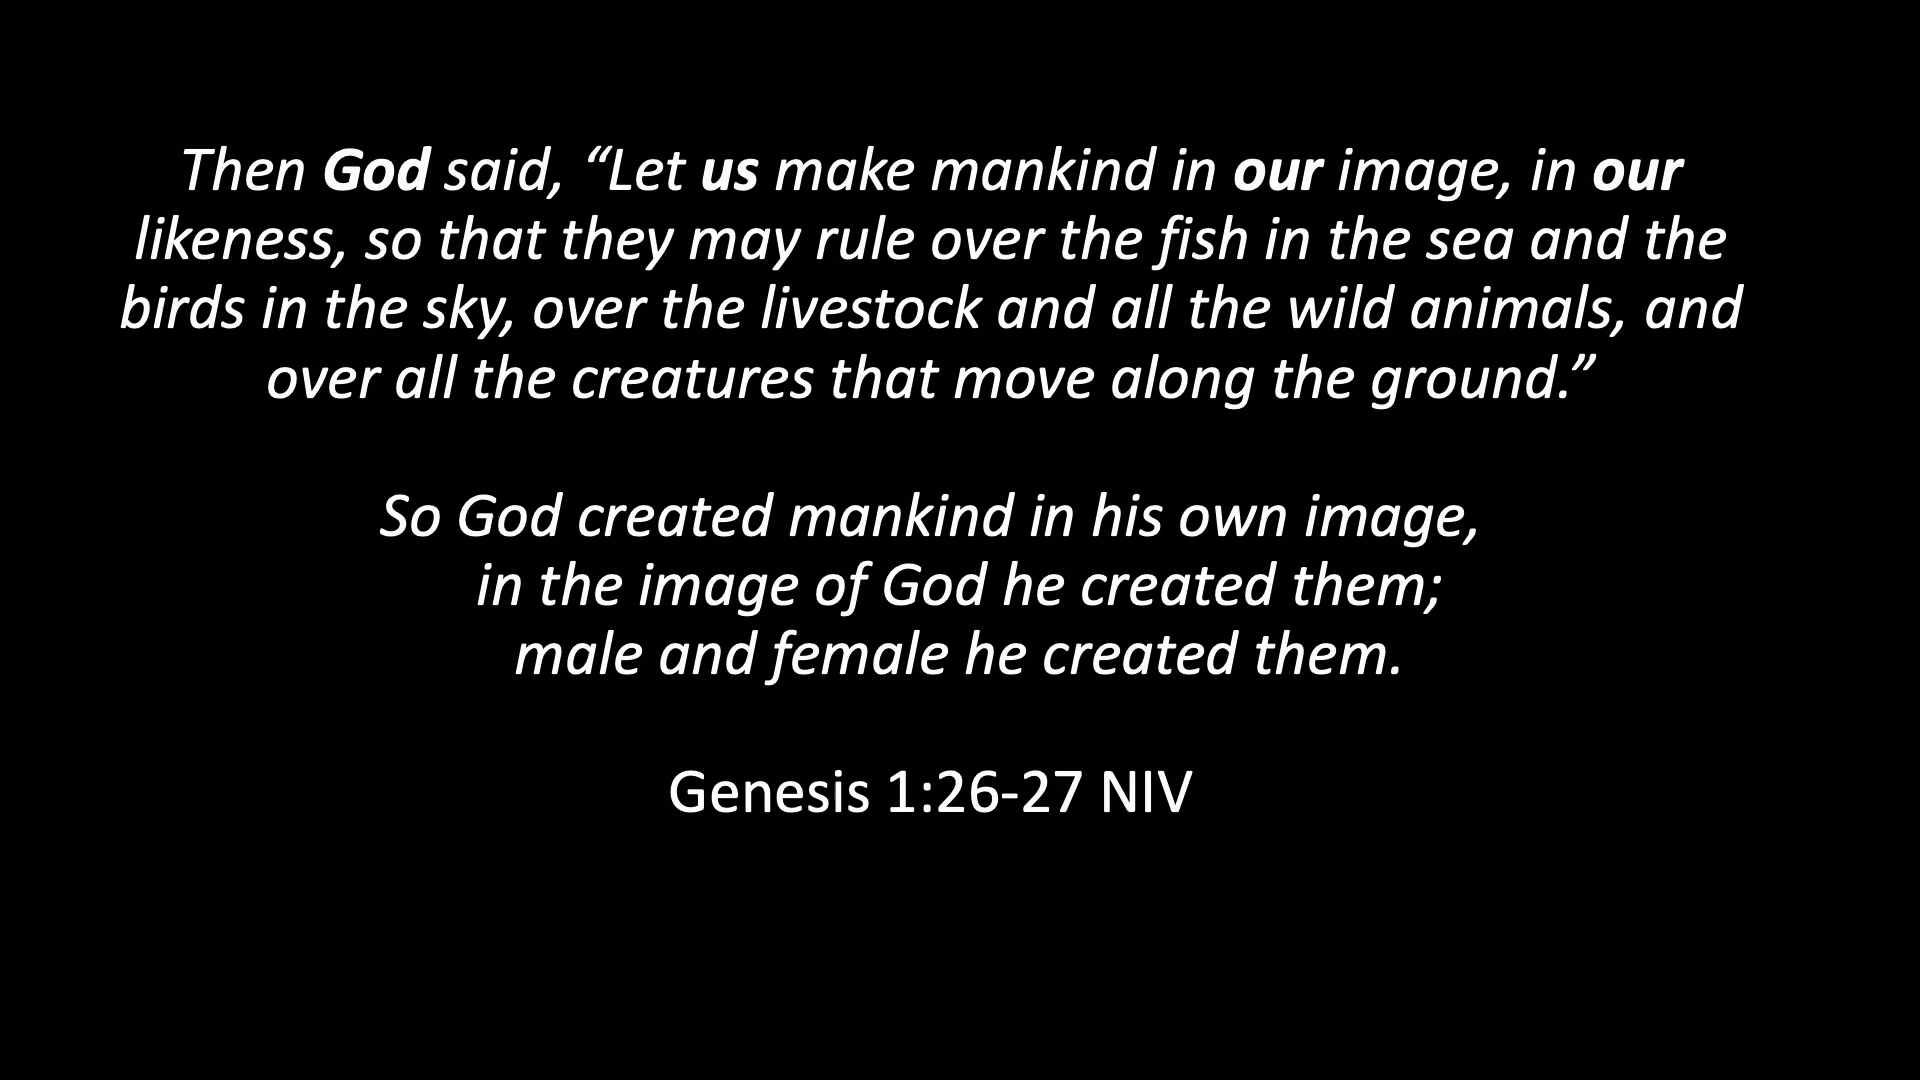 Then God said, “Let us make mankind in our image, in our
likeness, so that they may rule over the fish in the sea and the
birds in the sky, over the livestock and all the wild animals, and
over all the creatures that move along the ground.”
So God created mankind in his own image,
in the image of God he created them;
male and female he created them.
Genesis 1:26-27 NIV